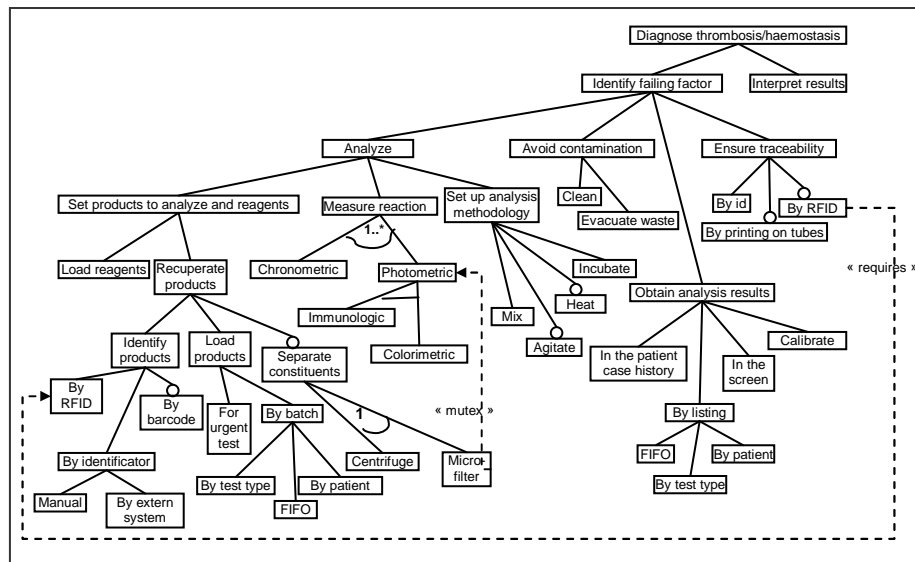 Diagnose thrombosis/haemostasis
Identify failing factor
Interpret results
Analyze
Avoid contamination
Ensure traceability
Set products to analyze and reagents
Measure reaction
Set up analysis
methodology
Clean
Evacuate waste
By id
By RFID
By printing on tubes
1..*
Load reagents
Recuperate
products
Chronometric
Photometric
Incubate
« requires »
Heat
Obtain analysis results
Immunologic
Mix
Agitate
Colorimetric
Calibrate
Identify
products
Load
products
Separate
constituents
In the patient
case history
In the
screen
By
RFID
By
barcode
For
urgent
test
By batch
1
« mutex »
By listing
By identificator
Centrifuge
Micro-
filter
FIFO
By patient
By test type
By test type
By patient
Manual
By extern
system
FIFO